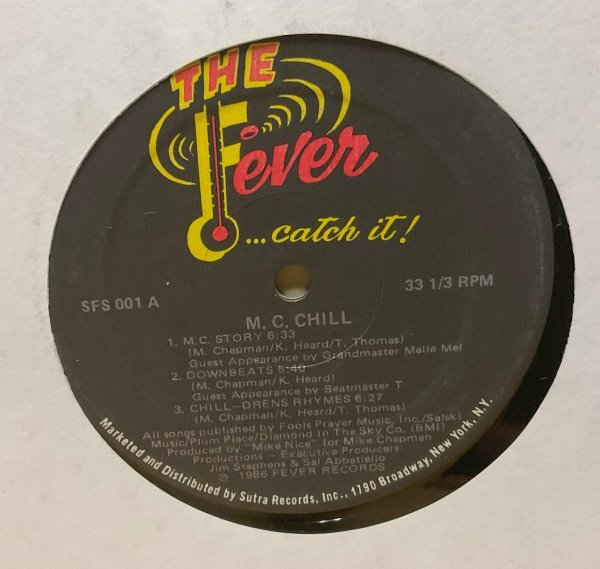 THE
Fever
...catch it!
SFS 001 A
33 1/3 RPM
M. C. CHILL
1. M.C. STORY 6:33
(M. Chapman/K. Heard/T. Thomas)
Guest Appearance by Grandmaster Melle Mel
2. DOWNBEATS 5:40
(M. Chapman/K. Heard)
Guest Appearance by Beatmaster T
3. CHILL-DRENS RHYMES 6:27
(M. Chapman/K. Heard/T. Thomas)
All songs published by Fools Prayer Music, Inc./Salski
Music/Plum Place/Diamond In The Sky Co. (BMI)
Produced by "Mike Nice" for Mike Chapman
Productions - Executive Producers:
Jim Stephens & Sal Abbatiello
℗ 1986 FEVER RECORDS
Marketed and Distributed by Sutra Records, Inc., 1790 Broadway, New York, N.Y.